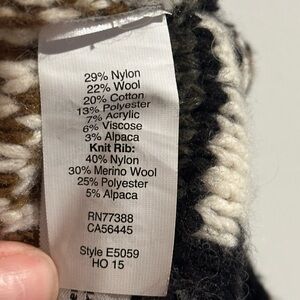 29% Nylon
22% Wool
20% Cotton
13% Polyester
7% Acrylic
6% Viscose
3% Alpaca
Knit Rib:
40% Nylon
30% Merino Wool
25% Polyester
5% Alpaca
RN77388
CA56445
Style E5059
HO 15